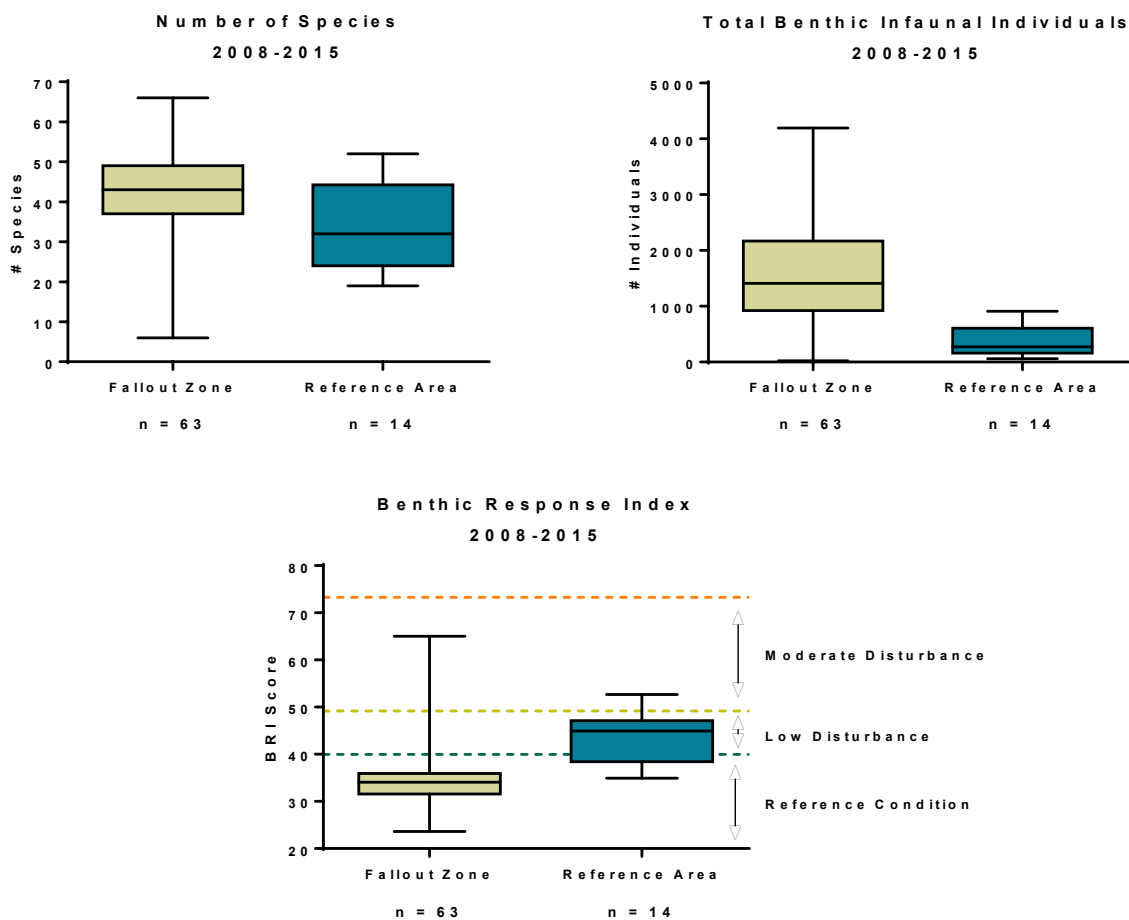 Number of Species
2008-2015
# Species
70
60
50
40
30
20
10
0
Fallout Zone
Reference Area
n = 63
n = 14
Total Benthic Infaunal Individuals
2008-2015
# Individuals
5000
4000
3000
2000
1000
0
Fallout Zone
Reference Area
n = 63
n = 14
Benthic Response Index
2008-2015
BRI Score
80
70
60
50
40
30
20
Moderate Disturbance
Low Disturbance
Reference Condition
Fallout Zone
Reference Area
n = 63
n = 14